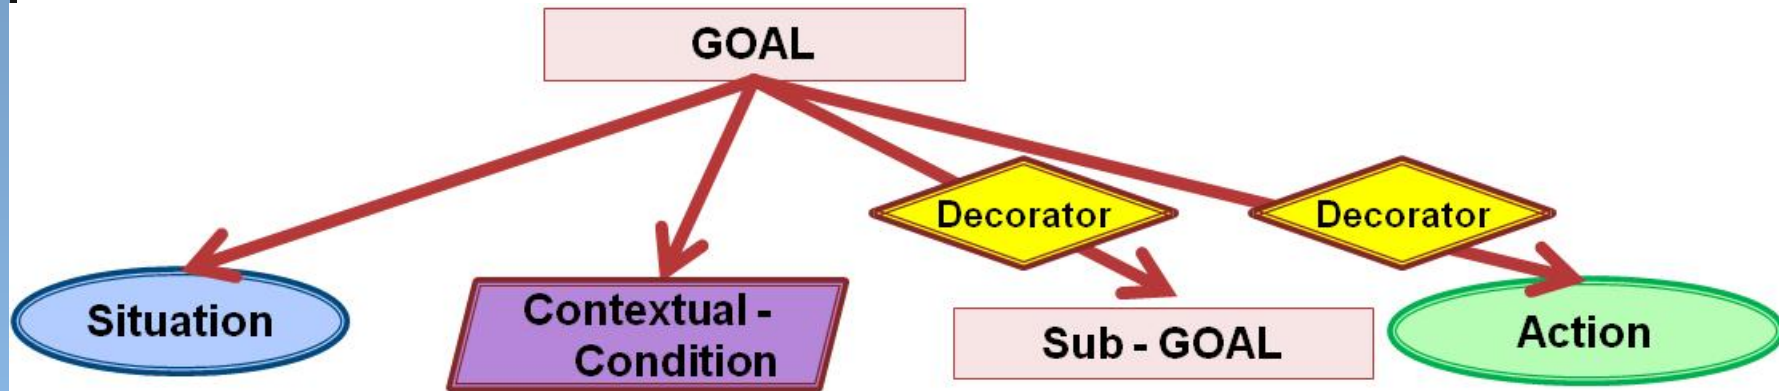 GOAL
Decorator
Decorator
Situation
Contextual -
Condition
Sub - GOAL
Action